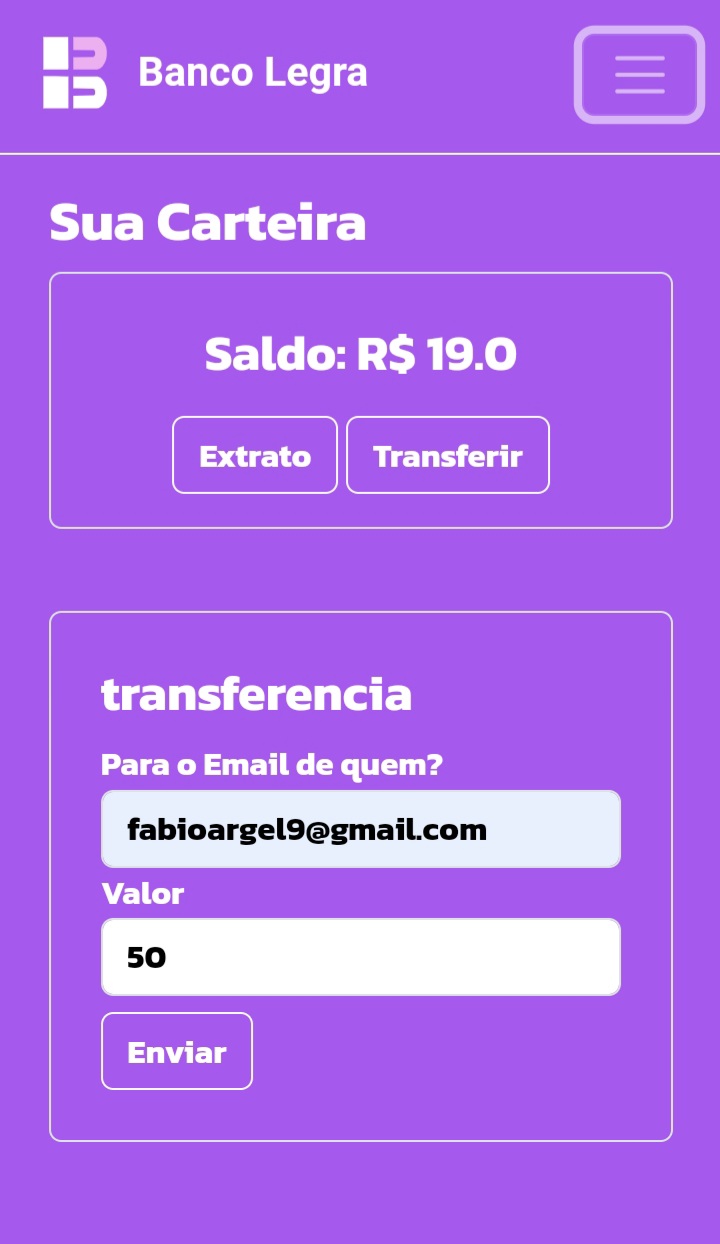 Banco Legra
Sua Carteira
Saldo: R$ 19.0
Extrato Transferir
transferencia
Para o Email de quem?
fabioargel9@gmail.com
Valor
50
Enviar